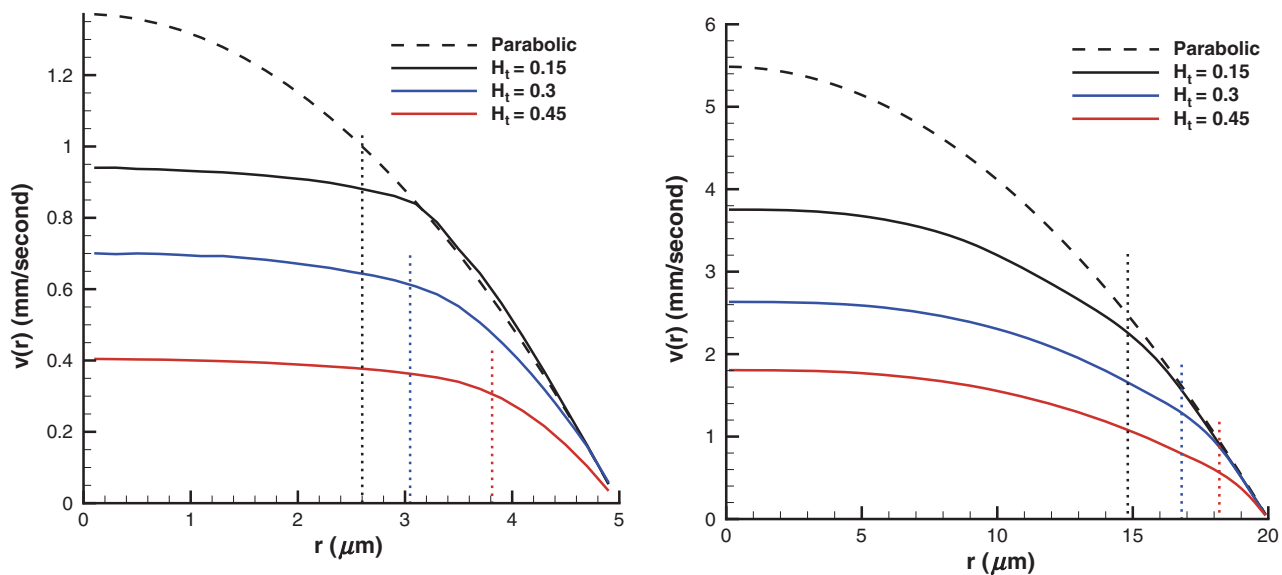 Parabolic
Ht = 0.15
Ht = 0.3
Ht = 0.45
v(r) (mm/second)
1.2
1
0.8
0.6
0.4
0.2
0
0 1 2 3 4 5
r (μm)
Parabolic
Ht = 0.15
Ht = 0.3
Ht = 0.45
v(r) (mm/second)
6
5
4
3
2
1
0
0 5 10 15 20
r (μm)